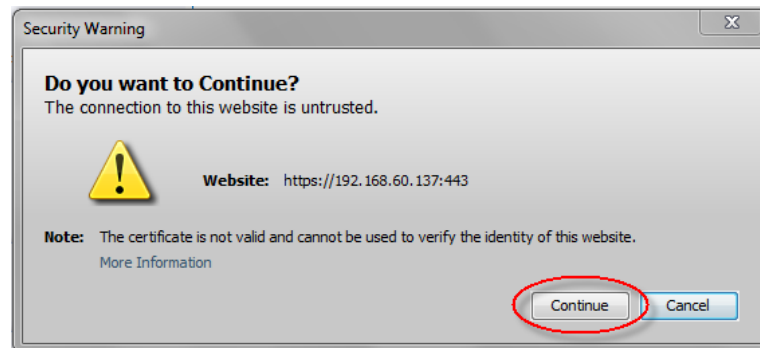 Security Warning
Do you want to Continue?
The connection to this website is untrusted.
Website: https://192.168.60.137:443
Note: The certificate is not valid and cannot be used to verify the identity of this website.
More Information
Continue Cancel